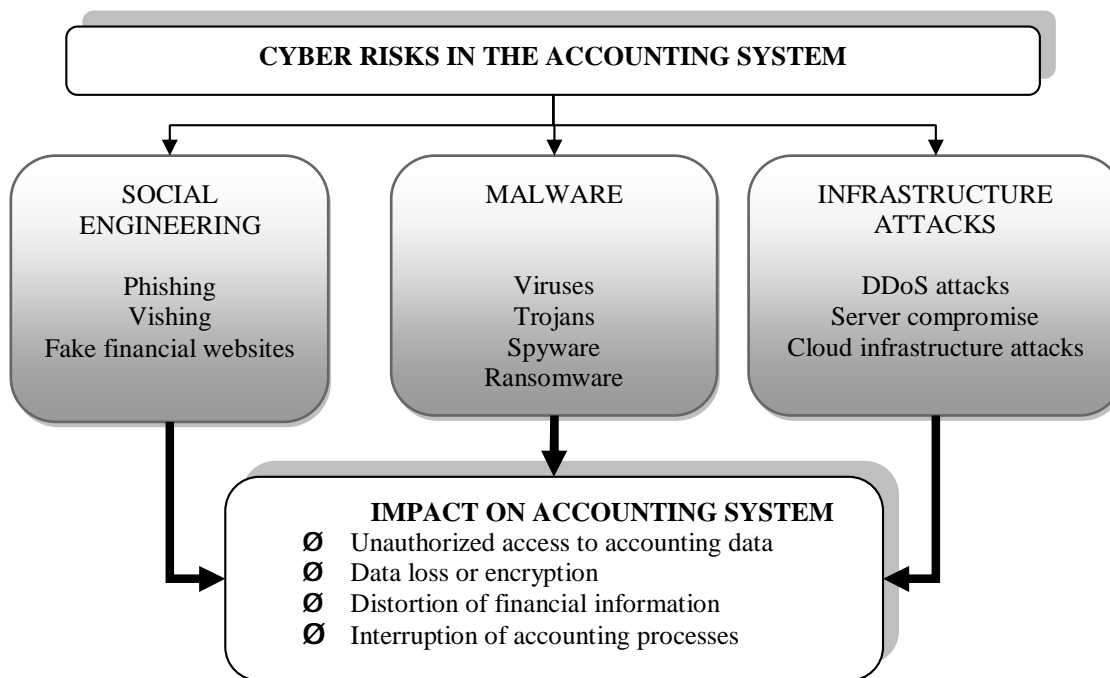 CYBER RISKS IN THE ACCOUNTING SYSTEM
SOCIAL
ENGINEERING
Phishing
Vishing
Fake financial websites
MALWARE
Viruses
Trojans
Spyware
Ransomware
INFRASTRUCTURE
ATTACKS
DDoS attacks
Server compromise
Cloud infrastructure attacks
IMPACT ON ACCOUNTING SYSTEM
Ø Unauthorized access to accounting data
Ø Data loss or encryption
Ø Distortion of financial information
Ø Interruption of accounting processes